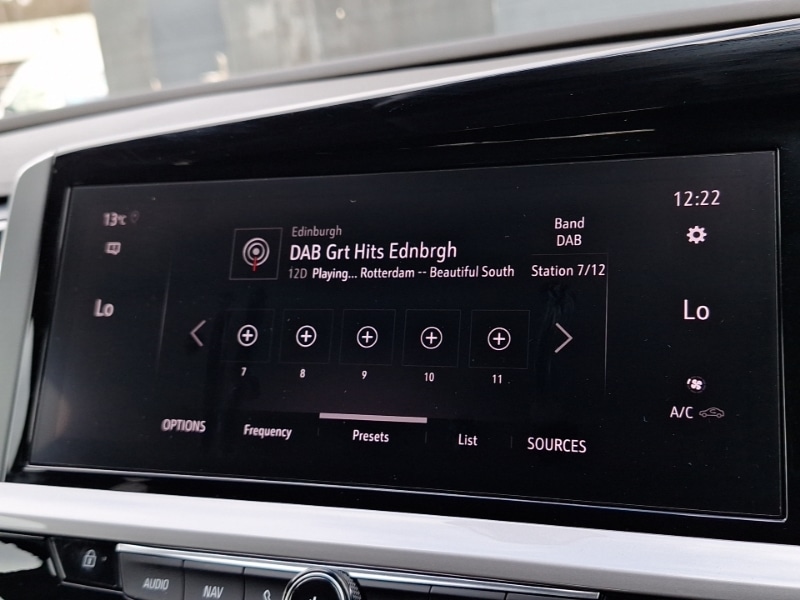 13°C
12:22
Edinburgh
DAB Grt Hits Ednbrgh
12D Playing... Rotterdam -- Beautiful South
Band
DAB
Station 7/12
Lo
Lo
7 8 9 10 11
A/C
OPTIONS Frequency Presets List SOURCES
AUDIO NAV